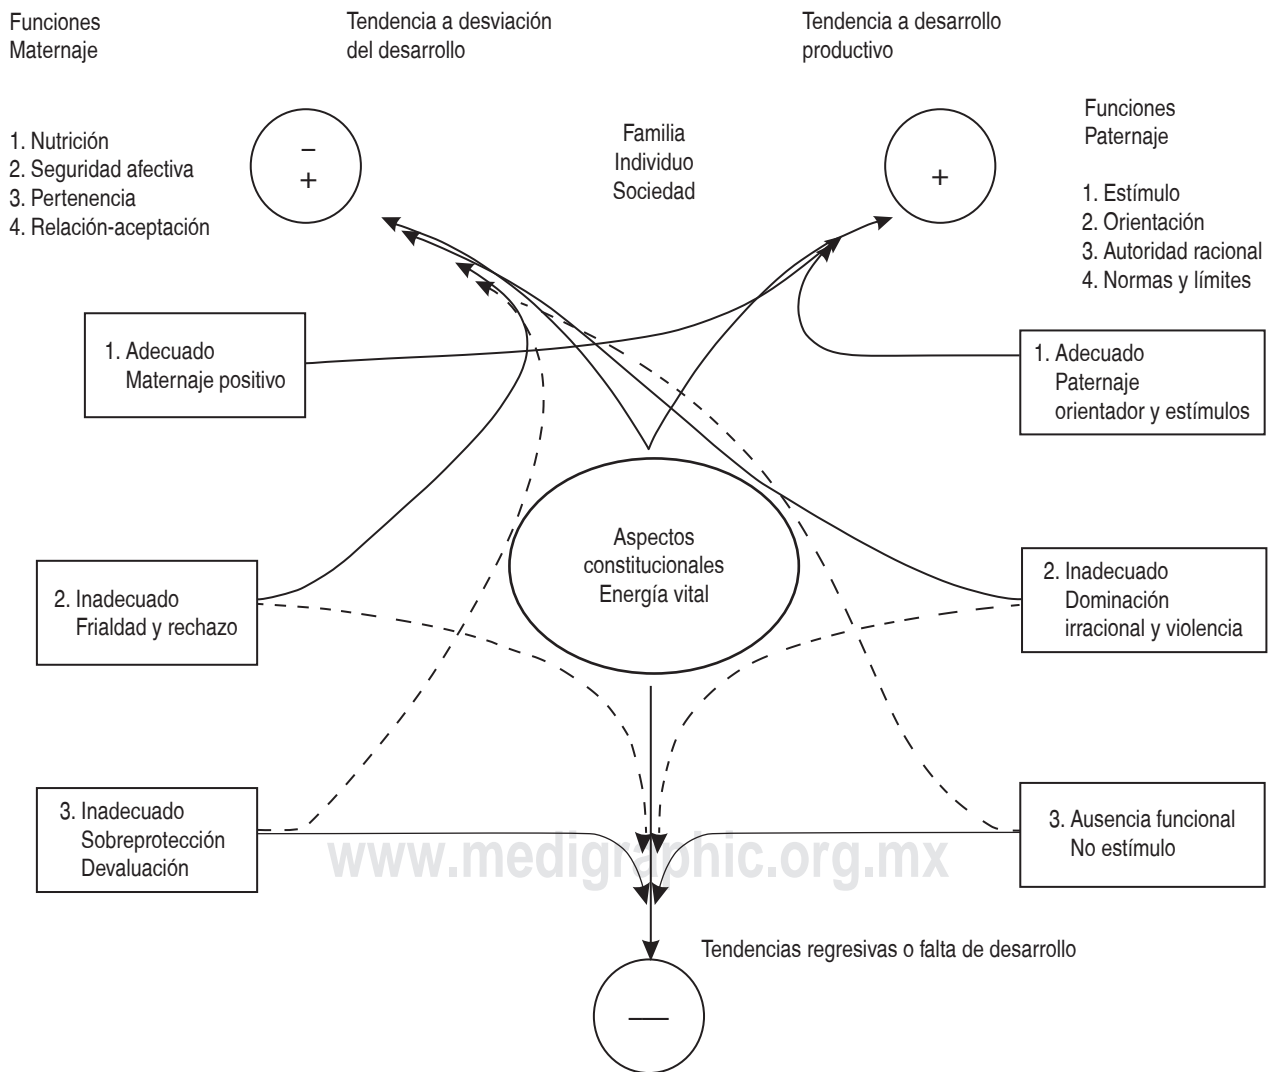 Funciones
Maternaje
Tendencia a desviación
del desarrollo
Tendencia a desarrollo
productivo
1. Nutrición
2. Seguridad afectiva
3. Pertenencia
4. Relación-aceptación
–
+
Familia
Individuo
Sociedad
+
Funciones
Paternaje
1. Estímulo
2. Orientación
3. Autoridad racional
4. Normas y límites
1. Adecuado
Maternaje positivo
1. Adecuado
Paternaje
orientador y estímulos
Aspectos
constitucionales
Energía vital
2. Inadecuado
Frialdad y rechazo
2. Inadecuado
Dominación
irracional y violencia
3. Inadecuado
Sobreprotección
Devaluación
3. Ausencia funcional
No estímulo
www.medigraphic.org.mx
Tendencias regresivas o falta de desarrollo
—